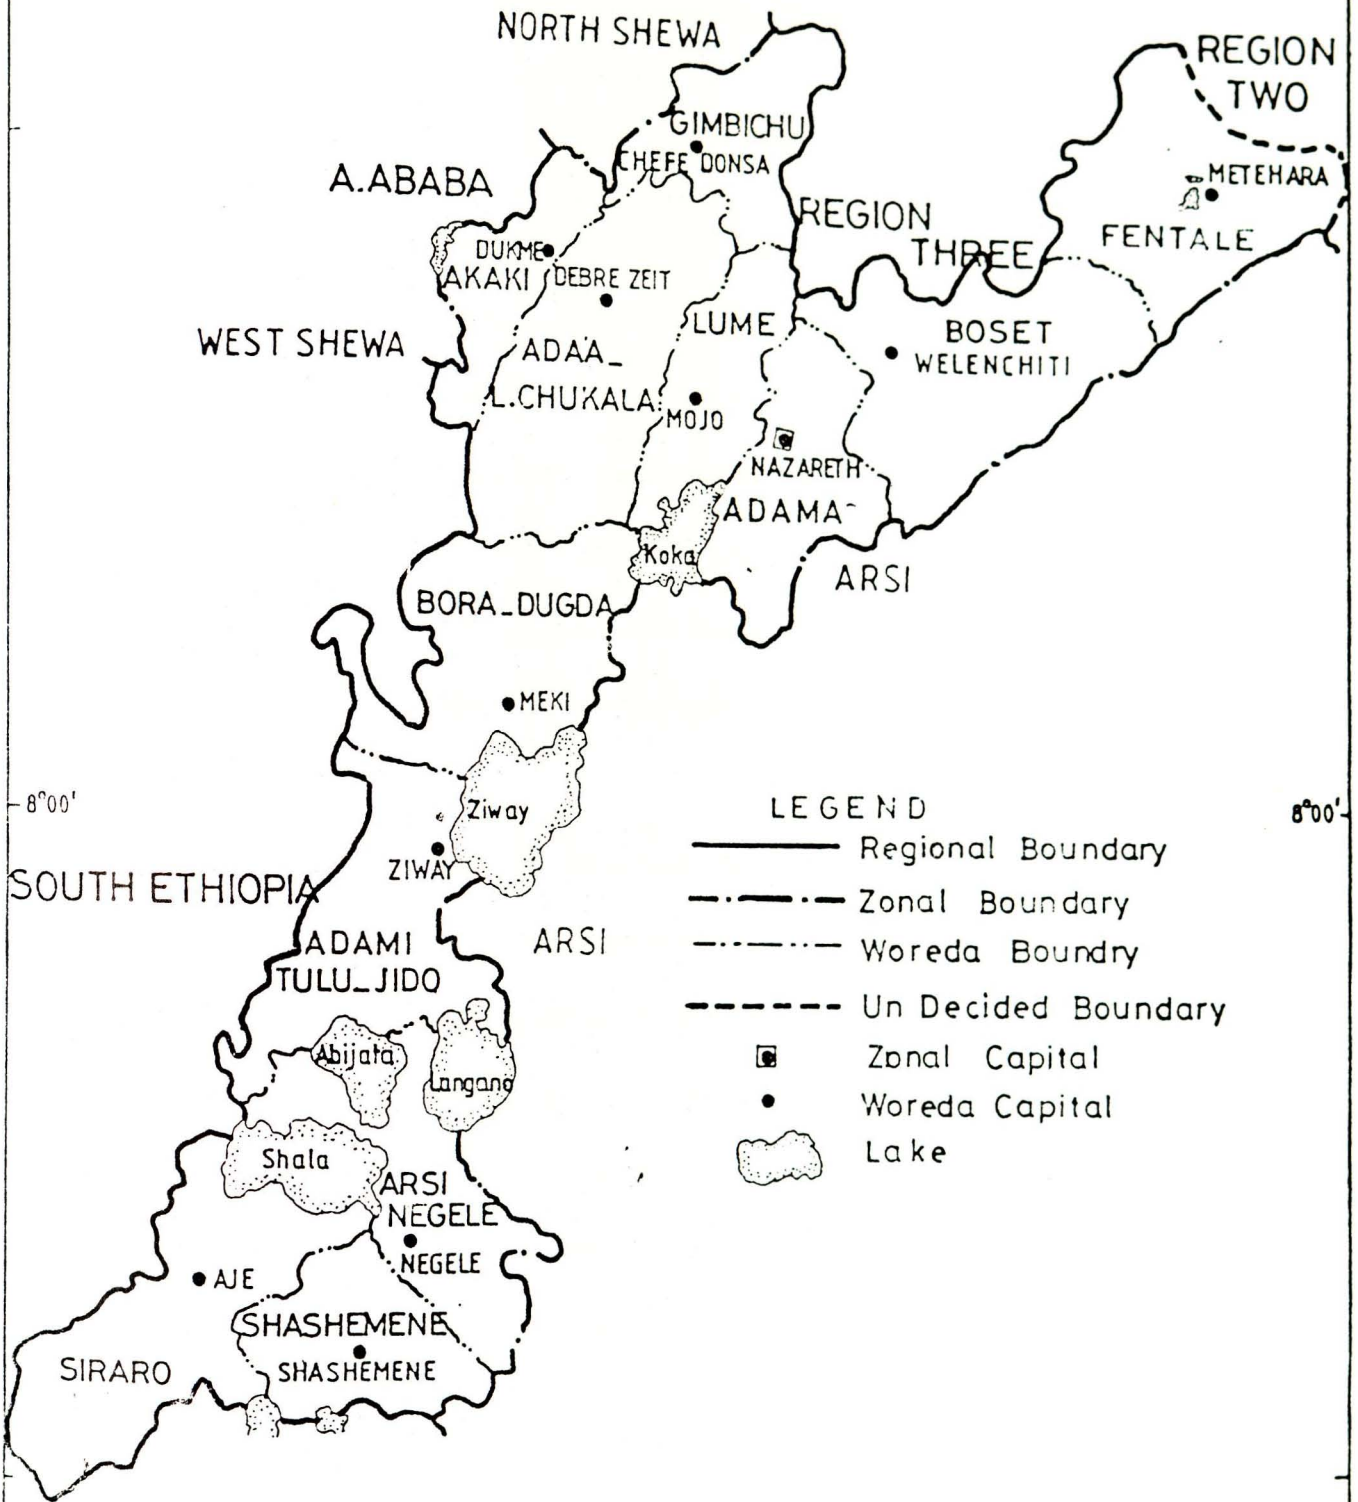 NORTH SHEWA
REGION
TWO
GIMBICHU
CHEFE DONSA
A.ABABA
METEHARA
REGION
THREE
FENTALE
DUKME
AKAKI
DEBRE ZEIT
LUME
BOSET
WELENCHITI
WEST SHEWA
ADAA_
L.CHUKALA
MOJO
NAZARETH
ADAMA
Koka
ARSI
BORA_DUGDA
MEKI
8°00'
Ziway
ZIWAY
SOUTH ETHIOPIA
ARSI
ADAMI
TULU_JIDO
Abijata
Langano
Shala
ARSI
NEGELE
NEGELE
AJE
SHASHEMENE
SHASHEMENE
SIRARO
8°00'
LEGEND
Regional Boundary
Zonal Boundary
Woreda Boundry
Un Decided Boundary
Zonal Capital
Woreda Capital
Lake